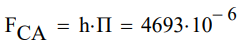 F_CA = h·Π = 4693·10^-6